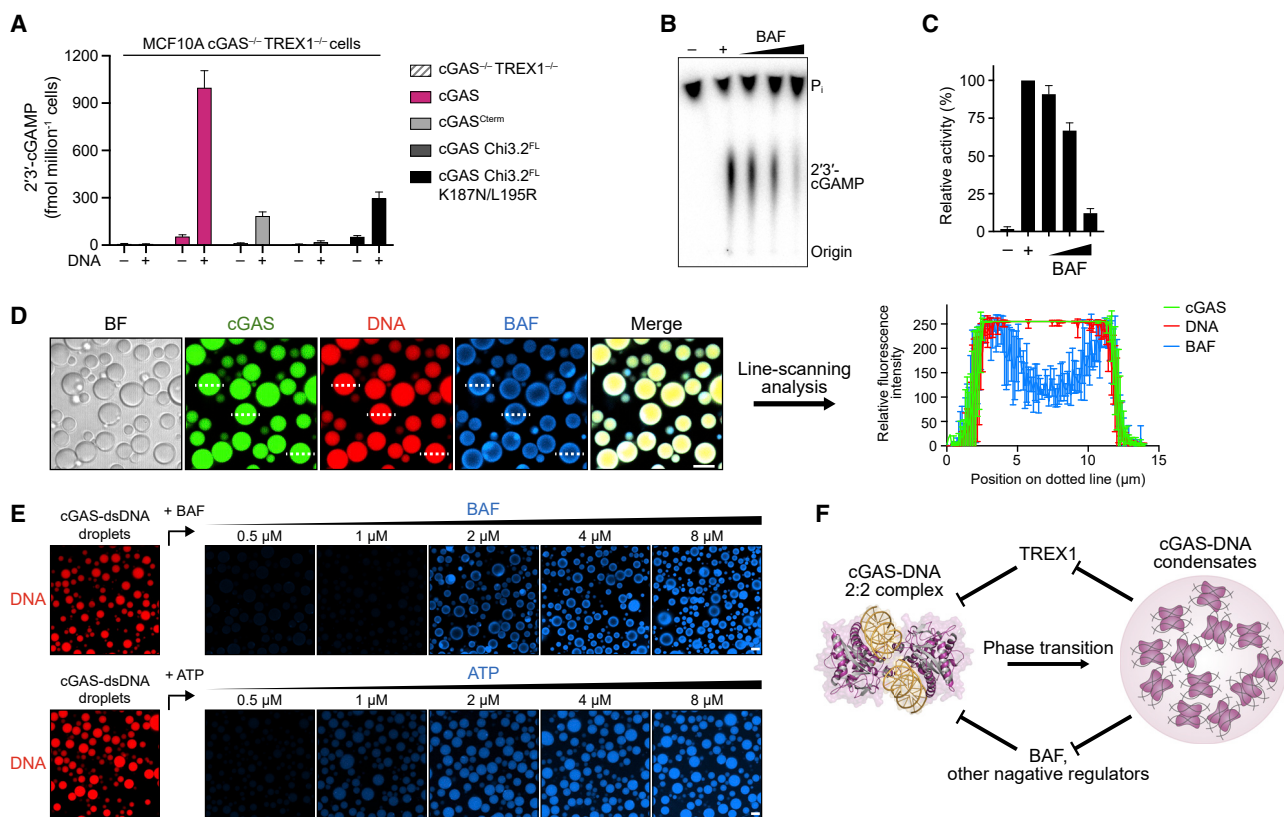 A
MCF10A cGAS–/– TREX1–/– cells
1200
900
600
300
0
2′3′-cGAMP
(fmol million-1 cells)
DNA
– + – + – + – + – +
cGAS–/– TREX1–/–
cGAS
cGASCterm
cGAS Chi3.2FL
cGAS Chi3.2FL
K187N/L195R
B
BAF
– +
Pi
2′3′-
cGAMP
Origin
C
Relative activity (%)
100
75
50
25
0
– +
BAF
D
BF
cGAS
DNA
BAF
Merge
Line-scanning
analysis
Relative fluorescence
intensity
250
200
150
100
50
0
0 5 10 15
Position on dotted line (μm)
cGAS
DNA
BAF
E
cGAS-dsDNA
droplets
+ BAF
BAF
0.5 μM 1 μM 2 μM 4 μM 8 μM
DNA
cGAS-dsDNA
droplets
+ ATP
ATP
0.5 μM 1 μM 2 μM 4 μM 8 μM
DNA
F
cGAS-DNA
2:2 complex
TREX1
cGAS-DNA
condensates
Phase transition
BAF,
other nagative regulators